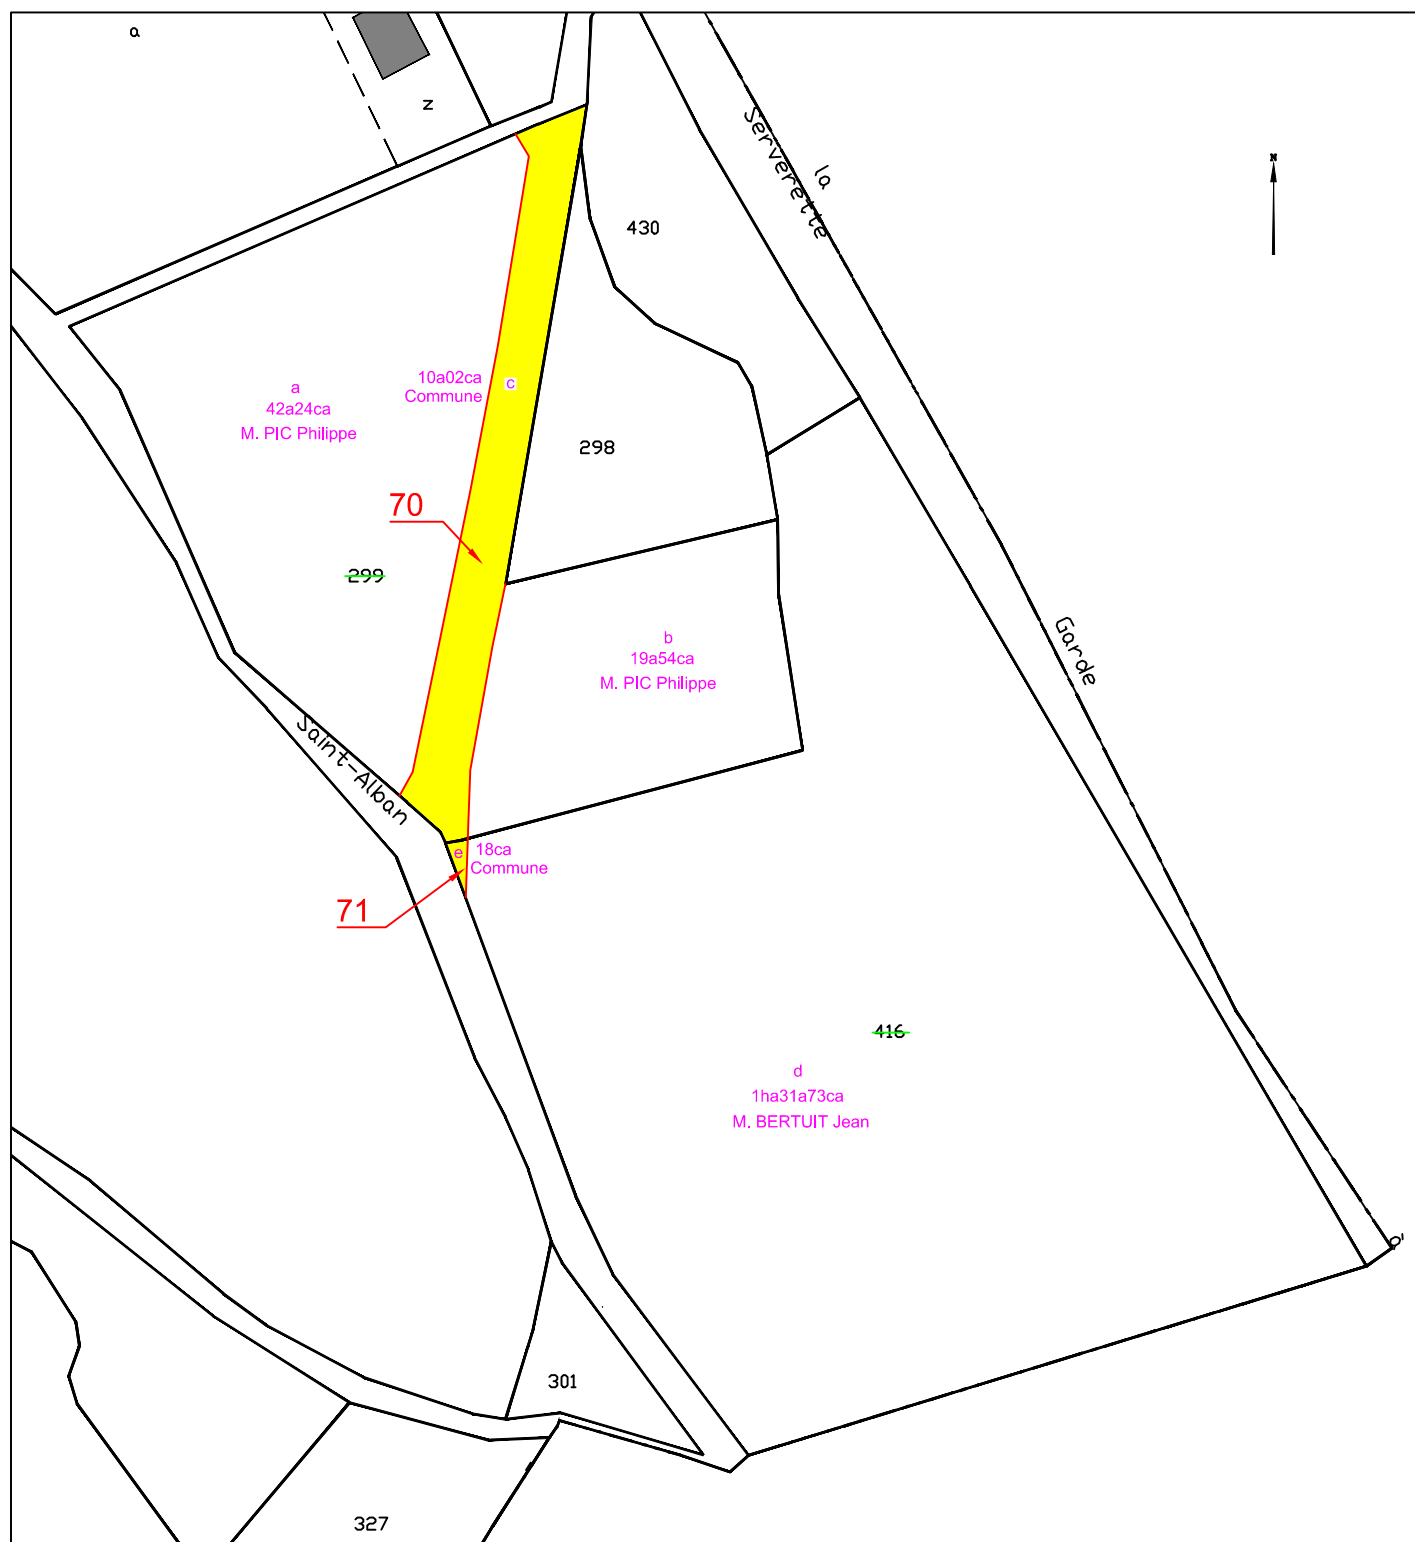 a
z
N
la
Serverette
430
10a02ca
Commune
c
a
42a24ca
M. PIC Philippe
298
70
299
Garde
b
19a54ca
M. PIC Philippe
Saint-Alban
e
18ca
Commune
71
416
d
1ha31a73ca
M. BERTUIT Jean
301
327